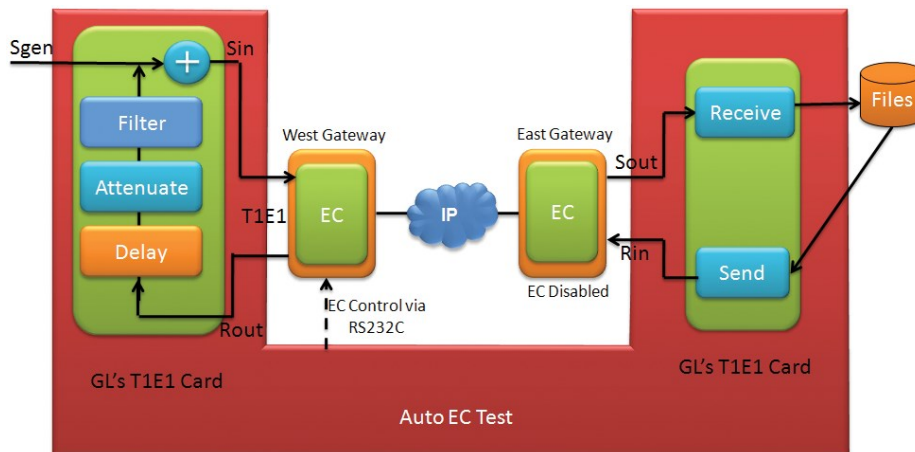 Sgen
Sin
Filter
Attenuate
Delay
Rout
GL's T1E1 Card
West Gateway
T1E1
EC
EC Control via
RS232C
IP
East Gateway
EC
EC Disabled
Sout
Rin
Receive
Send
Files
GL's T1E1 Card
Auto EC Test